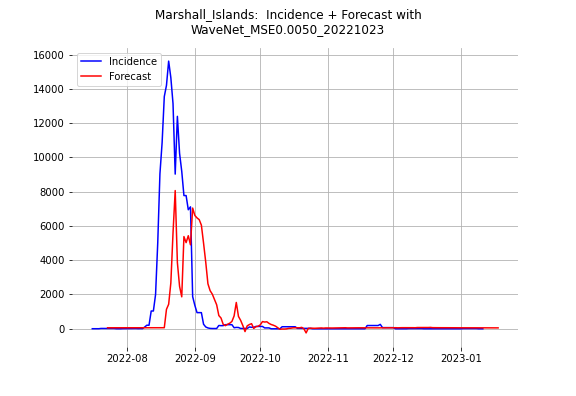 Marshall_Islands:  Incidence + Forecast with
WaveNet_MSE0.0050_20221023
Incidence
Forecast
16000
14000
12000
10000
8000
6000
4000
2000
0
2022-08 2022-09 2022-10 2022-11 2022-12 2023-01